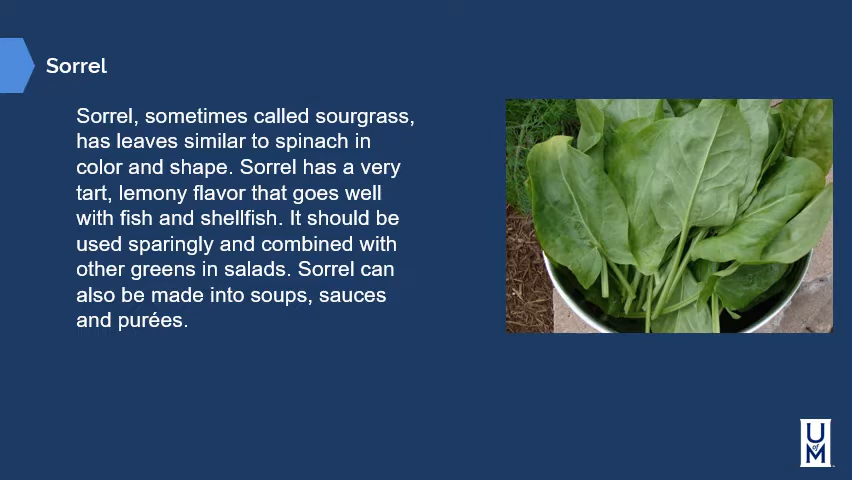 Sorrel
Sorrel, sometimes called sourgrass,
has leaves similar to spinach in
color and shape. Sorrel has a very
tart, lemony flavor that goes well
with fish and shellfish. It should be
used sparingly and combined with
other greens in salads. Sorrel can
also be made into soups, sauces
and purées.
U
of
M